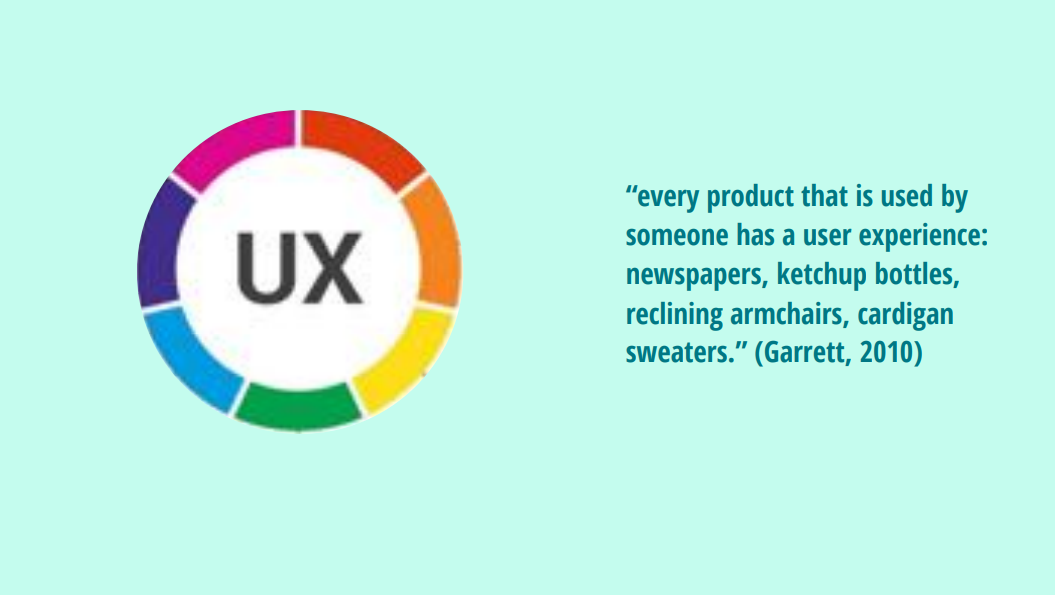 UX
“every product that is used by
someone has a user experience:
newspapers, ketchup bottles,
reclining armchairs, cardigan
sweaters.” (Garrett, 2010)